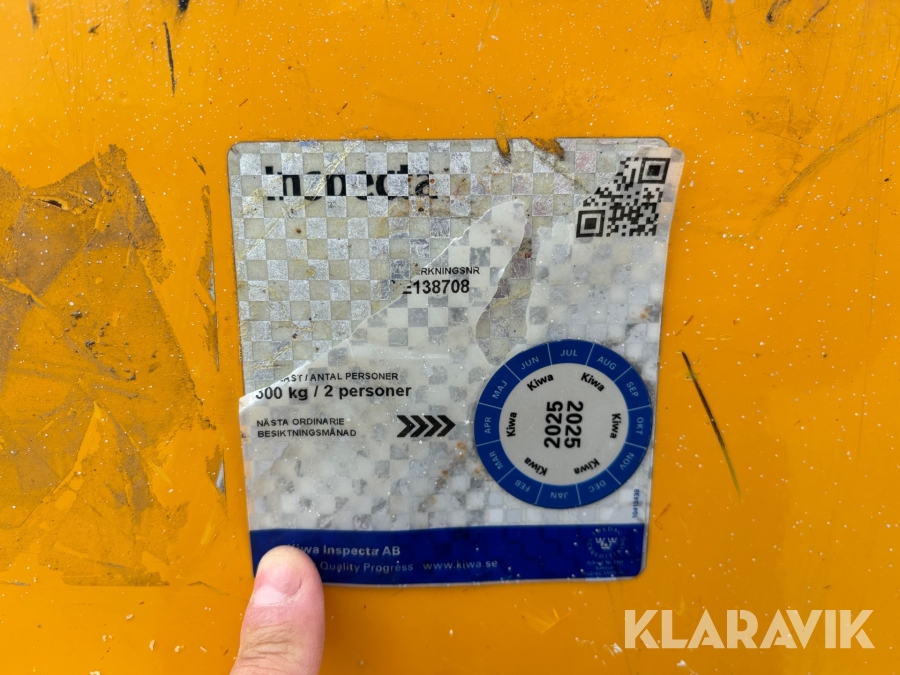 Inspecta
RKNINGSNR
138708
AST / ANTAL PERSONER
300 kg / 2 personer
NÄSTA ORDINARIE
BESIKTNINGSMÅNAD
JAN FEB MAR APR MAJ JUN JUL AUG SEP OKT NOV DEC
Kiwa Kiwa Kiwa Kiwa Kiwa Kiwa
2025
2025
Kiwa Inspecta AB
Quality Progress www.kiwa.se
KLARAVIK